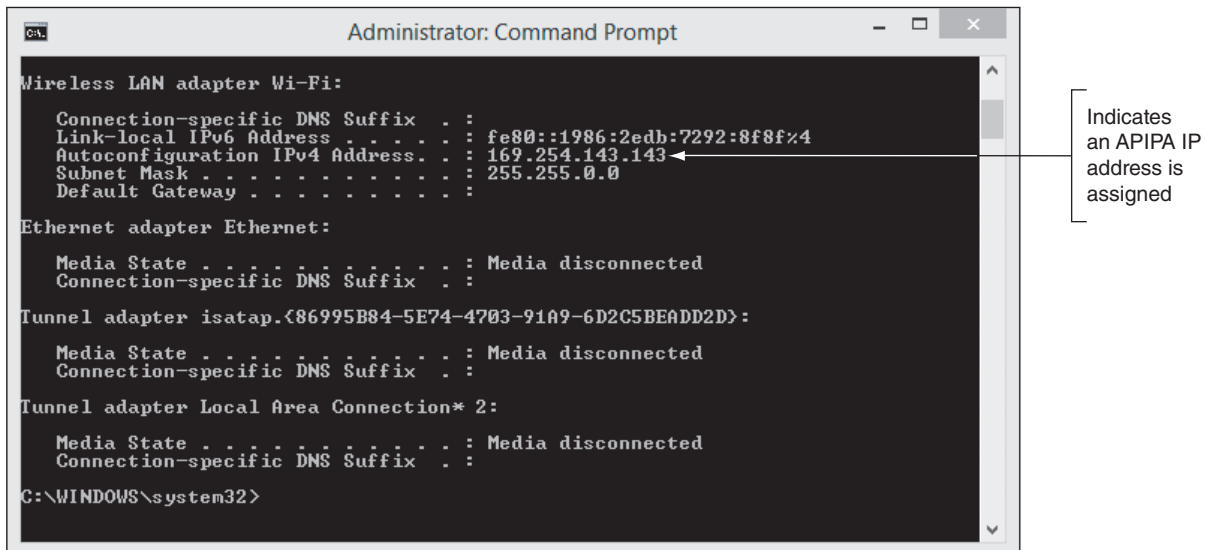 Administrator: Command Prompt
Wireless LAN adapter Wi-Fi:
Connection-specific DNS Suffix . :
Link-local IPv6 Address . . . . . : fe80::1986:2edb:7292:8f8f%4
Autoconfiguration IPv4 Address. . : 169.254.143.143
Subnet Mask . . . . . . . . . . . : 255.255.0.0
Default Gateway . . . . . . . . . :
Ethernet adapter Ethernet:
Media State . . . . . . . . . . . : Media disconnected
Connection-specific DNS Suffix . :
Tunnel adapter isatap.{86995B84-5E74-4703-91A9-6D2C5BEADD2D}:
Media State . . . . . . . . . . . : Media disconnected
Connection-specific DNS Suffix . :
Tunnel adapter Local Area Connection* 2:
Media State . . . . . . . . . . . : Media disconnected
Connection-specific DNS Suffix . :
C:\WINDOWS\system32>
Indicates
an APIPA IP
address is
assigned